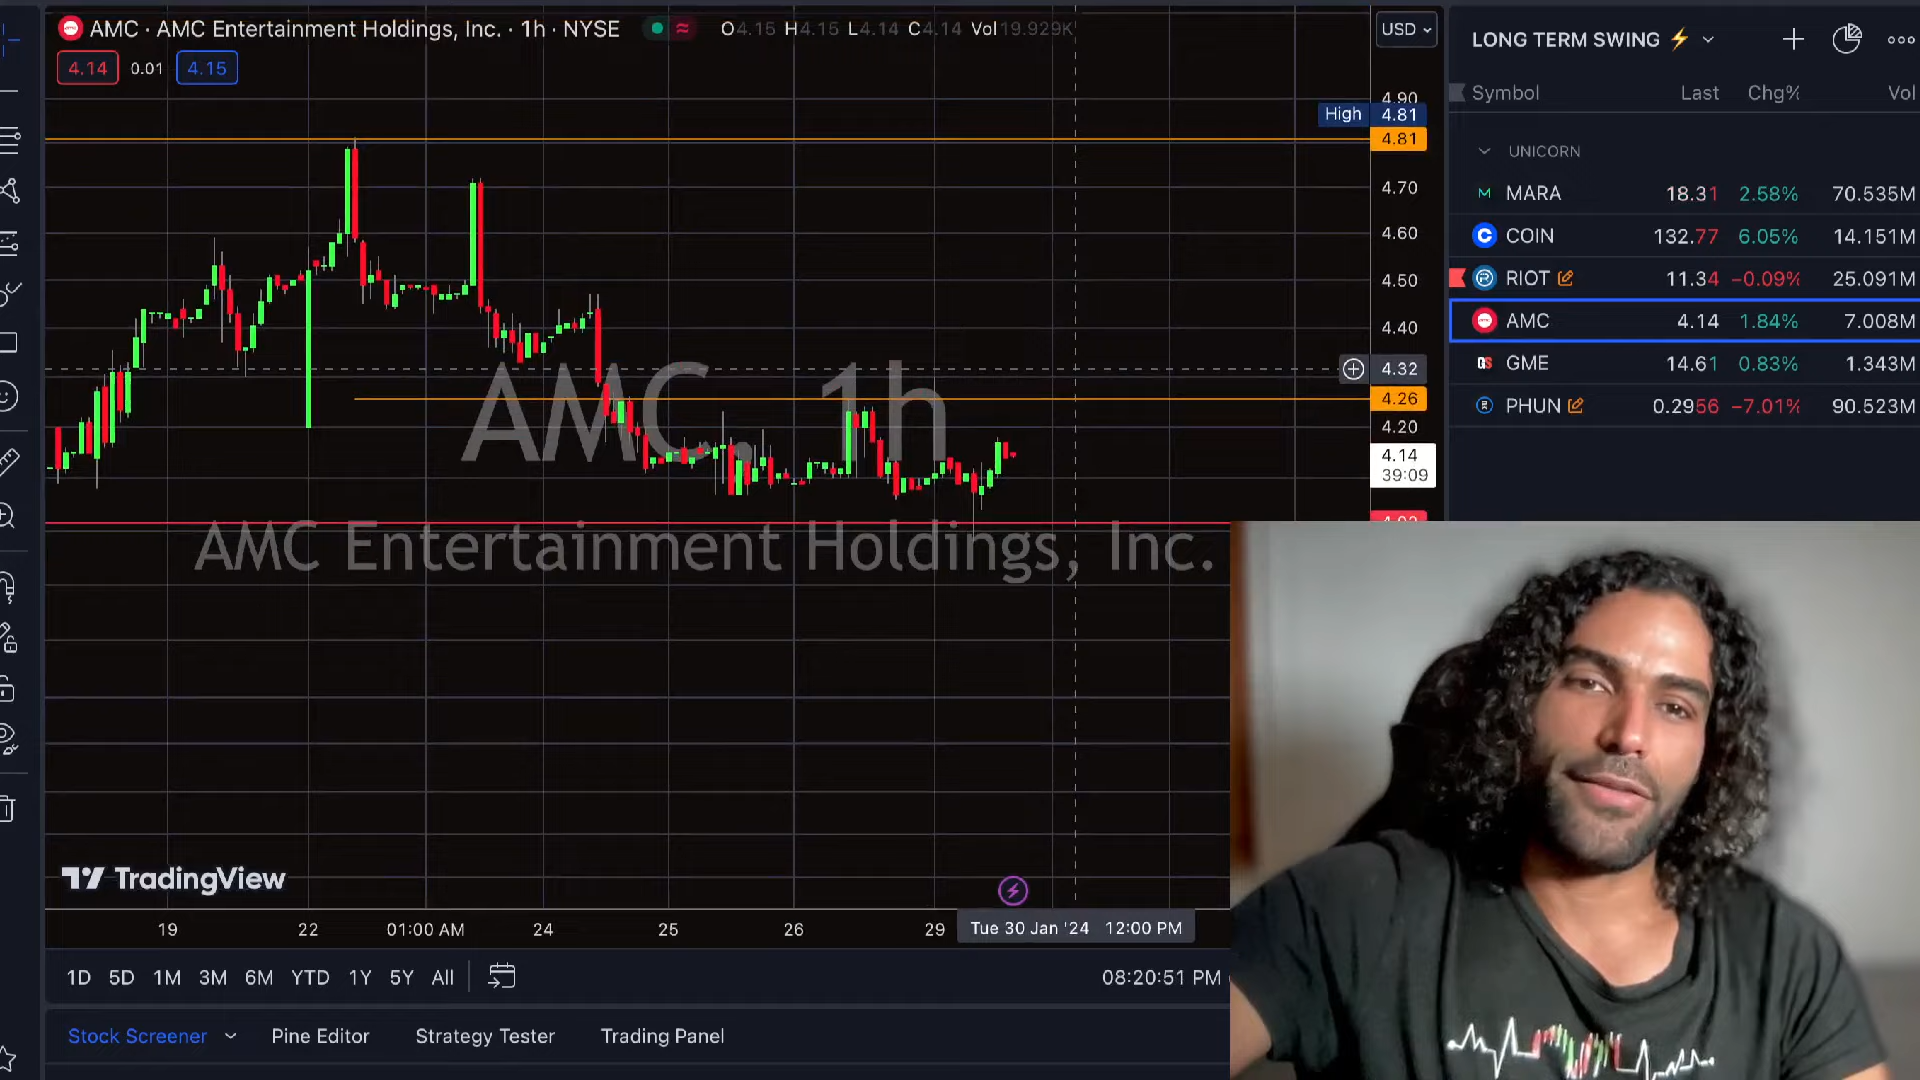 AMC · AMC Entertainment Holdings, Inc. · 1h · NYSE O4.15 H4.15 L4.14 C4.14 Vol19.929K
4.14 0.01 4.15
USD
4.90
High 4.81
4.81
4.70
4.60
4.50
4.40
4.32
4.26
4.20
4.14
39:09
AMC, 1h
AMC Entertainment Holdings, Inc.
TradingView
19 22 01:00 AM 24 25 26 29 Tue 30 Jan '24 12:00 PM
1D 5D 1M 3M 6M YTD 1Y 5Y All 08:20:51 PM
Stock Screener Pine Editor Strategy Tester Trading Panel
LONG TERM SWING
Symbol Last Chg% Vol
UNICORN
MARA 18.31 2.58% 70.535M
COIN 132.77 6.05% 14.151M
RIOT 11.34 −0.09% 25.091M
AMC 4.14 1.84% 7.008M
GME 14.61 0.83% 1.343M
PHUN 0.2956 −7.01% 90.523M